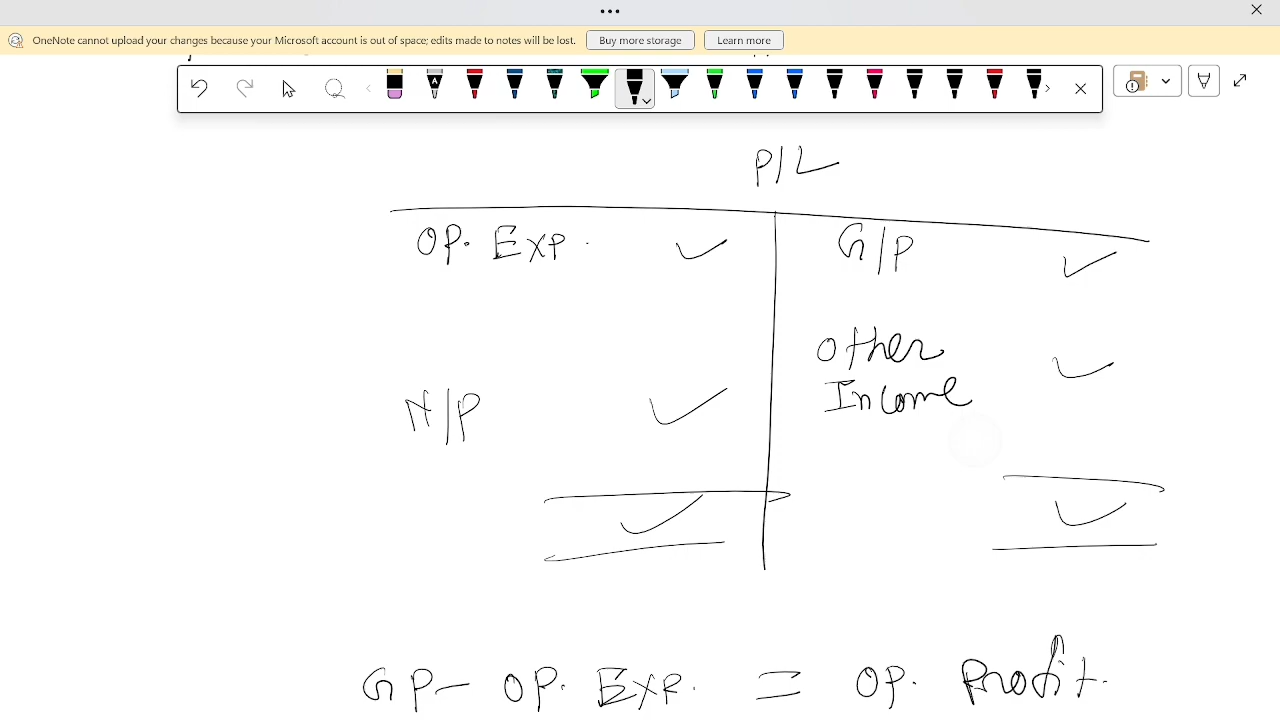 OneNote cannot upload your changes because your Microsoft account is out of space; edits made to notes will be lost. Buy more storage Learn more
P/L
OP. EXP. G/P
Other
Income
N/P
GP - OP. EXP. = OP. Profit.